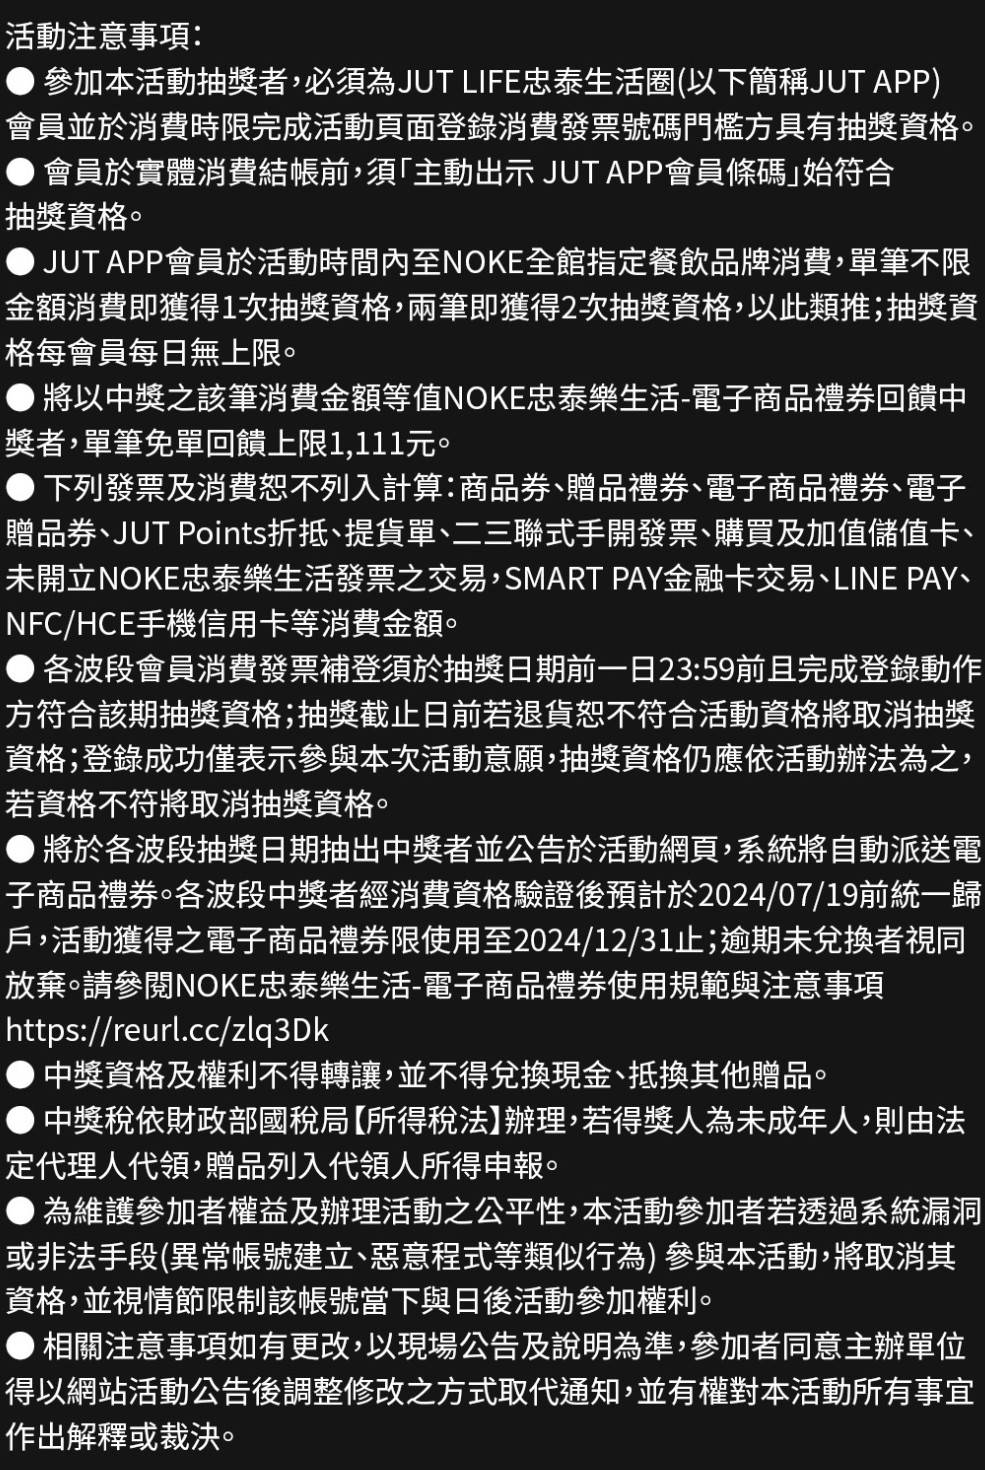 活動注意事項：
● 參加本活動抽獎者，必須為JUT LIFE忠泰生活圈(以下簡稱JUT APP)
會員並於消費時限完成活動頁面登錄消費發票號碼門檻方具有抽獎資格。
● 會員於實體消費結帳前，須「主動出示 JUT APP會員條碼」始符合
抽獎資格。
● JUT APP會員於活動時間內至NOKE全館指定餐飲品牌消費，單筆不限
金額消費即獲得1次抽獎資格，兩筆即獲得2次抽獎資格，以此類推；抽獎資
格每會員每日無上限。
● 將以中獎之該筆消費金額等值NOKE忠泰樂生活-電子商品禮券回饋中
獎者，單筆免單回饋上限1,111元。
● 下列發票及消費恕不列入計算：商品券、贈品禮券、電子商品禮券、電子
贈品券、JUT Points折抵、提貨單、二三聯式手開發票、購買及加值儲值卡、
未開立NOKE忠泰樂生活發票之交易，SMART PAY金融卡交易、LINE PAY、
NFC/HCE手機信用卡等消費金額。
● 各波段會員消費發票補登須於抽獎日期前一日23:59前且完成登錄動作
方符合該期抽獎資格；抽獎截止日前若退貨恕不符合活動資格將取消抽獎
資格；登錄成功僅表示參與本次活動意願，抽獎資格仍應依活動辦法為之，
若資格不符將取消抽獎資格。
● 將於各波段抽獎日期抽出中獎者並公告於活動網頁，系統將自動派送電
子商品禮券。各波段中獎者經消費資格驗證後預計於2024/07/19前統一歸
戶，活動獲得之電子商品禮券限使用至2024/12/31止；逾期未兌換者視同
放棄。請參閱NOKE忠泰樂生活-電子商品禮券使用規範與注意事項
https://reurl.cc/zlq3Dk
● 中獎資格及權利不得轉讓，並不得兌換現金、抵換其他贈品。
● 中獎稅依財政部國稅局【所得稅法】辦理，若得獎人為未成年人，則由法
定代理人代領，贈品列入代領人所得申報。
● 為維護參加者權益及辦理活動之公平性，本活動參加者若透過系統漏洞
或非法手段(異常帳號建立、惡意程式等類似行為) 參與本活動，將取消其
資格，並視情節限制該帳號當下與日後活動參加權利。
● 相關注意事項如有更改，以現場公告及說明為準，參加者同意主辦單位
得以網站活動公告後調整修改之方式取代通知，並有權對本活動所有事宜
作出解釋或裁決。